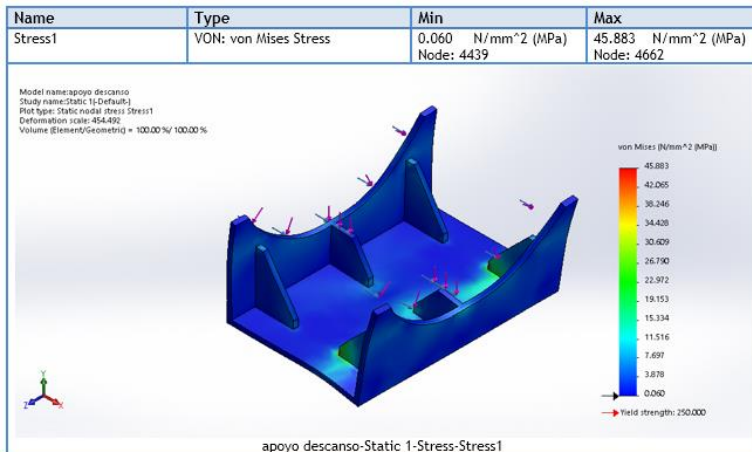 Name Type Min Max
Stress1 VON: von Mises Stress 0.060 N/mm^2 (MPa) 45.883 N/mm^2 (MPa)
Node: 4439 Node: 4662
Model name:apoyo descanso
Study name:Static 1(-Default-)
Plot type: Static nodal stress Stress1
Deformation scale: 454.492
Volume (Element/Geometric) = 100.00 %/ 100.00 %
von Mises (N/mm^2 (MPa))
45.883
42.065
38.246
34.428
30.609
26.790
22.972
19.153
15.334
11.516
7.697
3.878
0.060
Yield strength: 250.000
Y
Z X
apoyo descanso-Static 1-Stress-Stress1